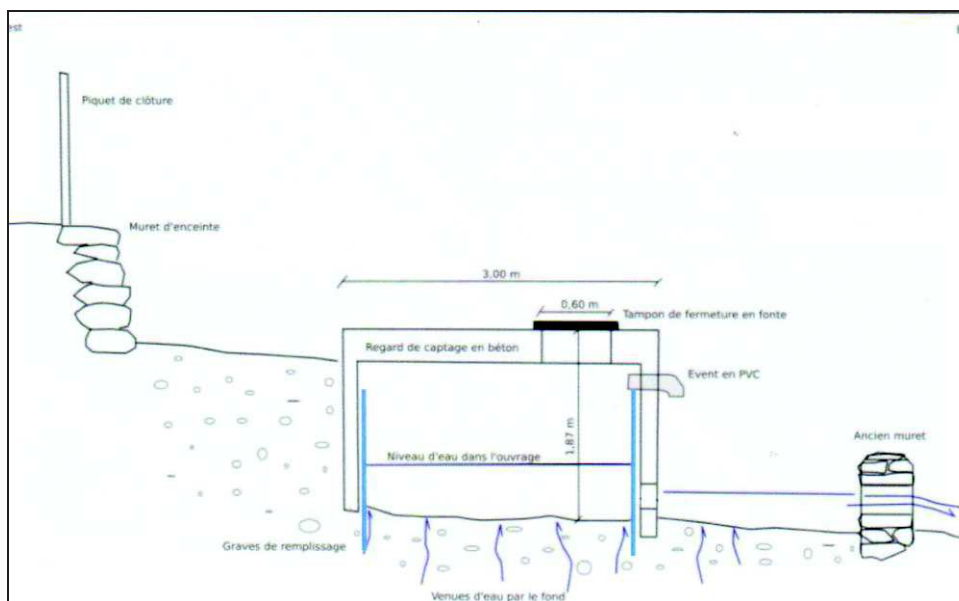 est
Piquet de clôture
Muret d'enceinte
3,00 m
0,60 m
Tampon de fermeture en fonte
Regard de captage en béton
Event en PVC
1,87 m
Ancien muret
Niveau d'eau dans l'ouvrage
Graves de remplissage
Venues d'eau par le fond